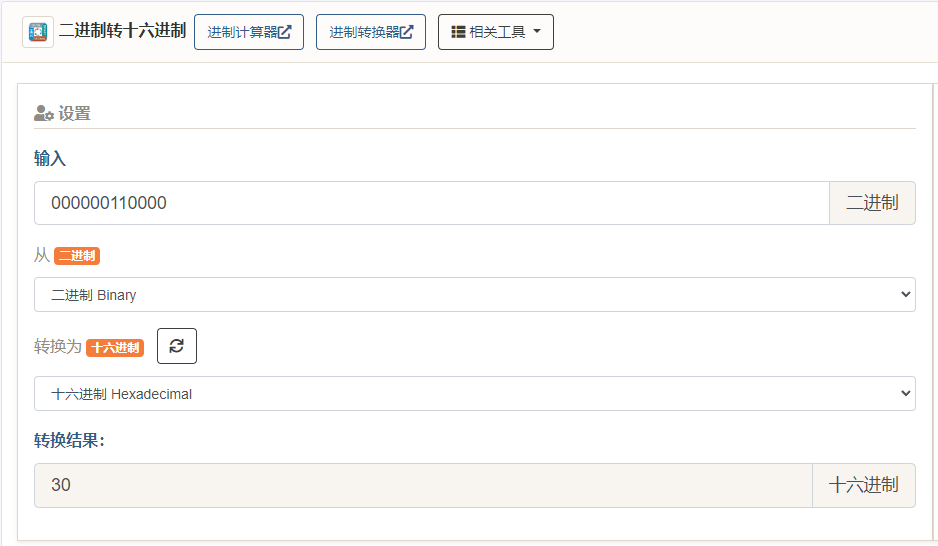 二进制转十六进制 进制计算器 进制转换器 相关工具
设置
输入
000000110000 二进制
从 二进制
二进制 Binary
转换为 十六进制
十六进制 Hexadecimal
转换结果：
30 十六进制